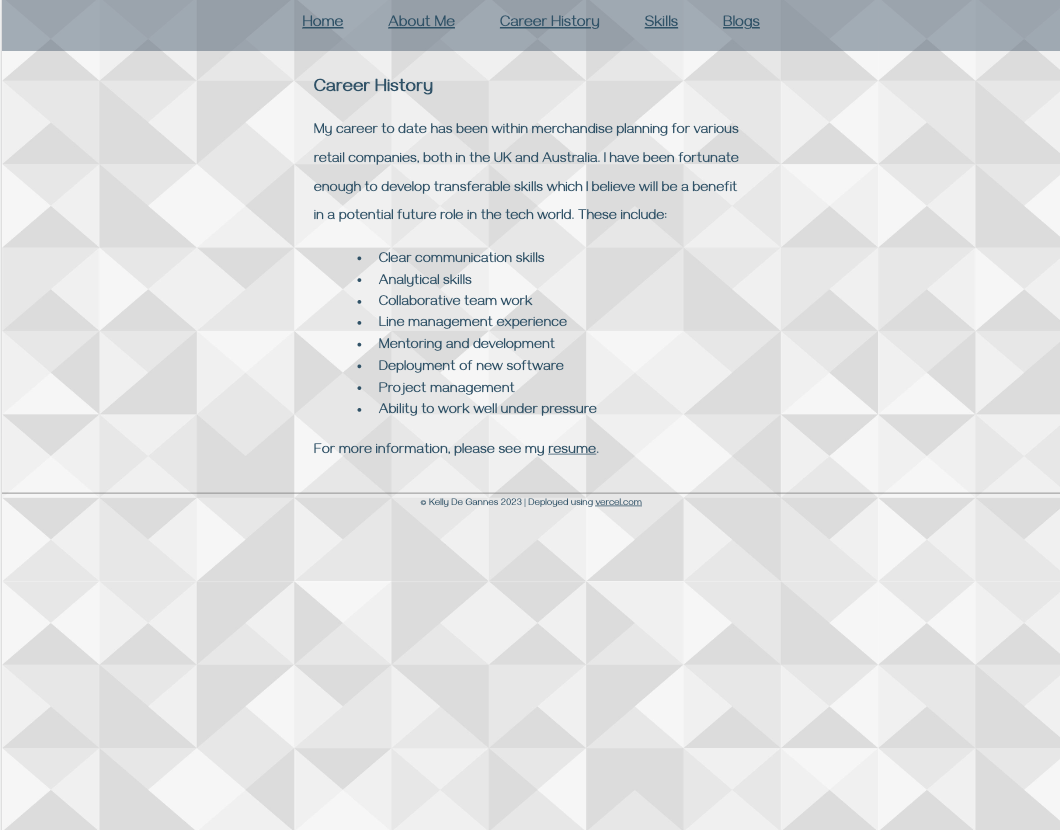 Home About Me Career History Skills Blogs
Career History
My career to date has been within merchandise planning for various
retail companies, both in the UK and Australia. I have been fortunate
enough to develop transferable skills which I believe will be a benefit
in a potential future role in the tech world. These include:
• Clear communication skills
• Analytical skills
• Collaborative team work
• Line management experience
• Mentoring and development
• Deployment of new software
• Project management
• Ability to work well under pressure
For more information, please see my resume.
© Kelly De Gannes 2023 | Deployed using vercel.com